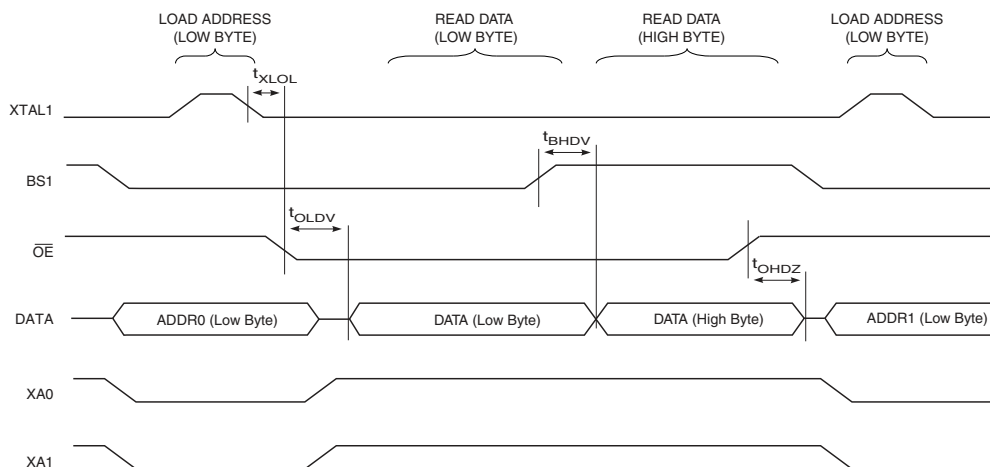 LOAD ADDRESS
(LOW BYTE)
READ DATA
(LOW BYTE)
READ DATA
(HIGH BYTE)
LOAD ADDRESS
(LOW BYTE)
tXLOL
XTAL1
tBHDV
BS1
tOLDV
OE
tOHDZ
DATA
ADDR0 (Low Byte)
DATA (Low Byte)
DATA (High Byte)
ADDR1 (Low Byte)
XA0
XA1